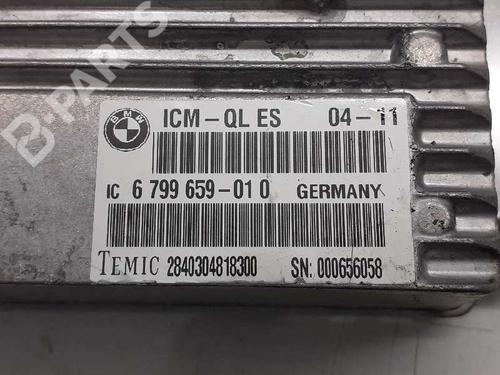 B-PARTS
BMW
ICM-QL ES 04-11
IC 6 799 659-01 0 GERMANY
TEMIC 2840304818300 SN: 000656058